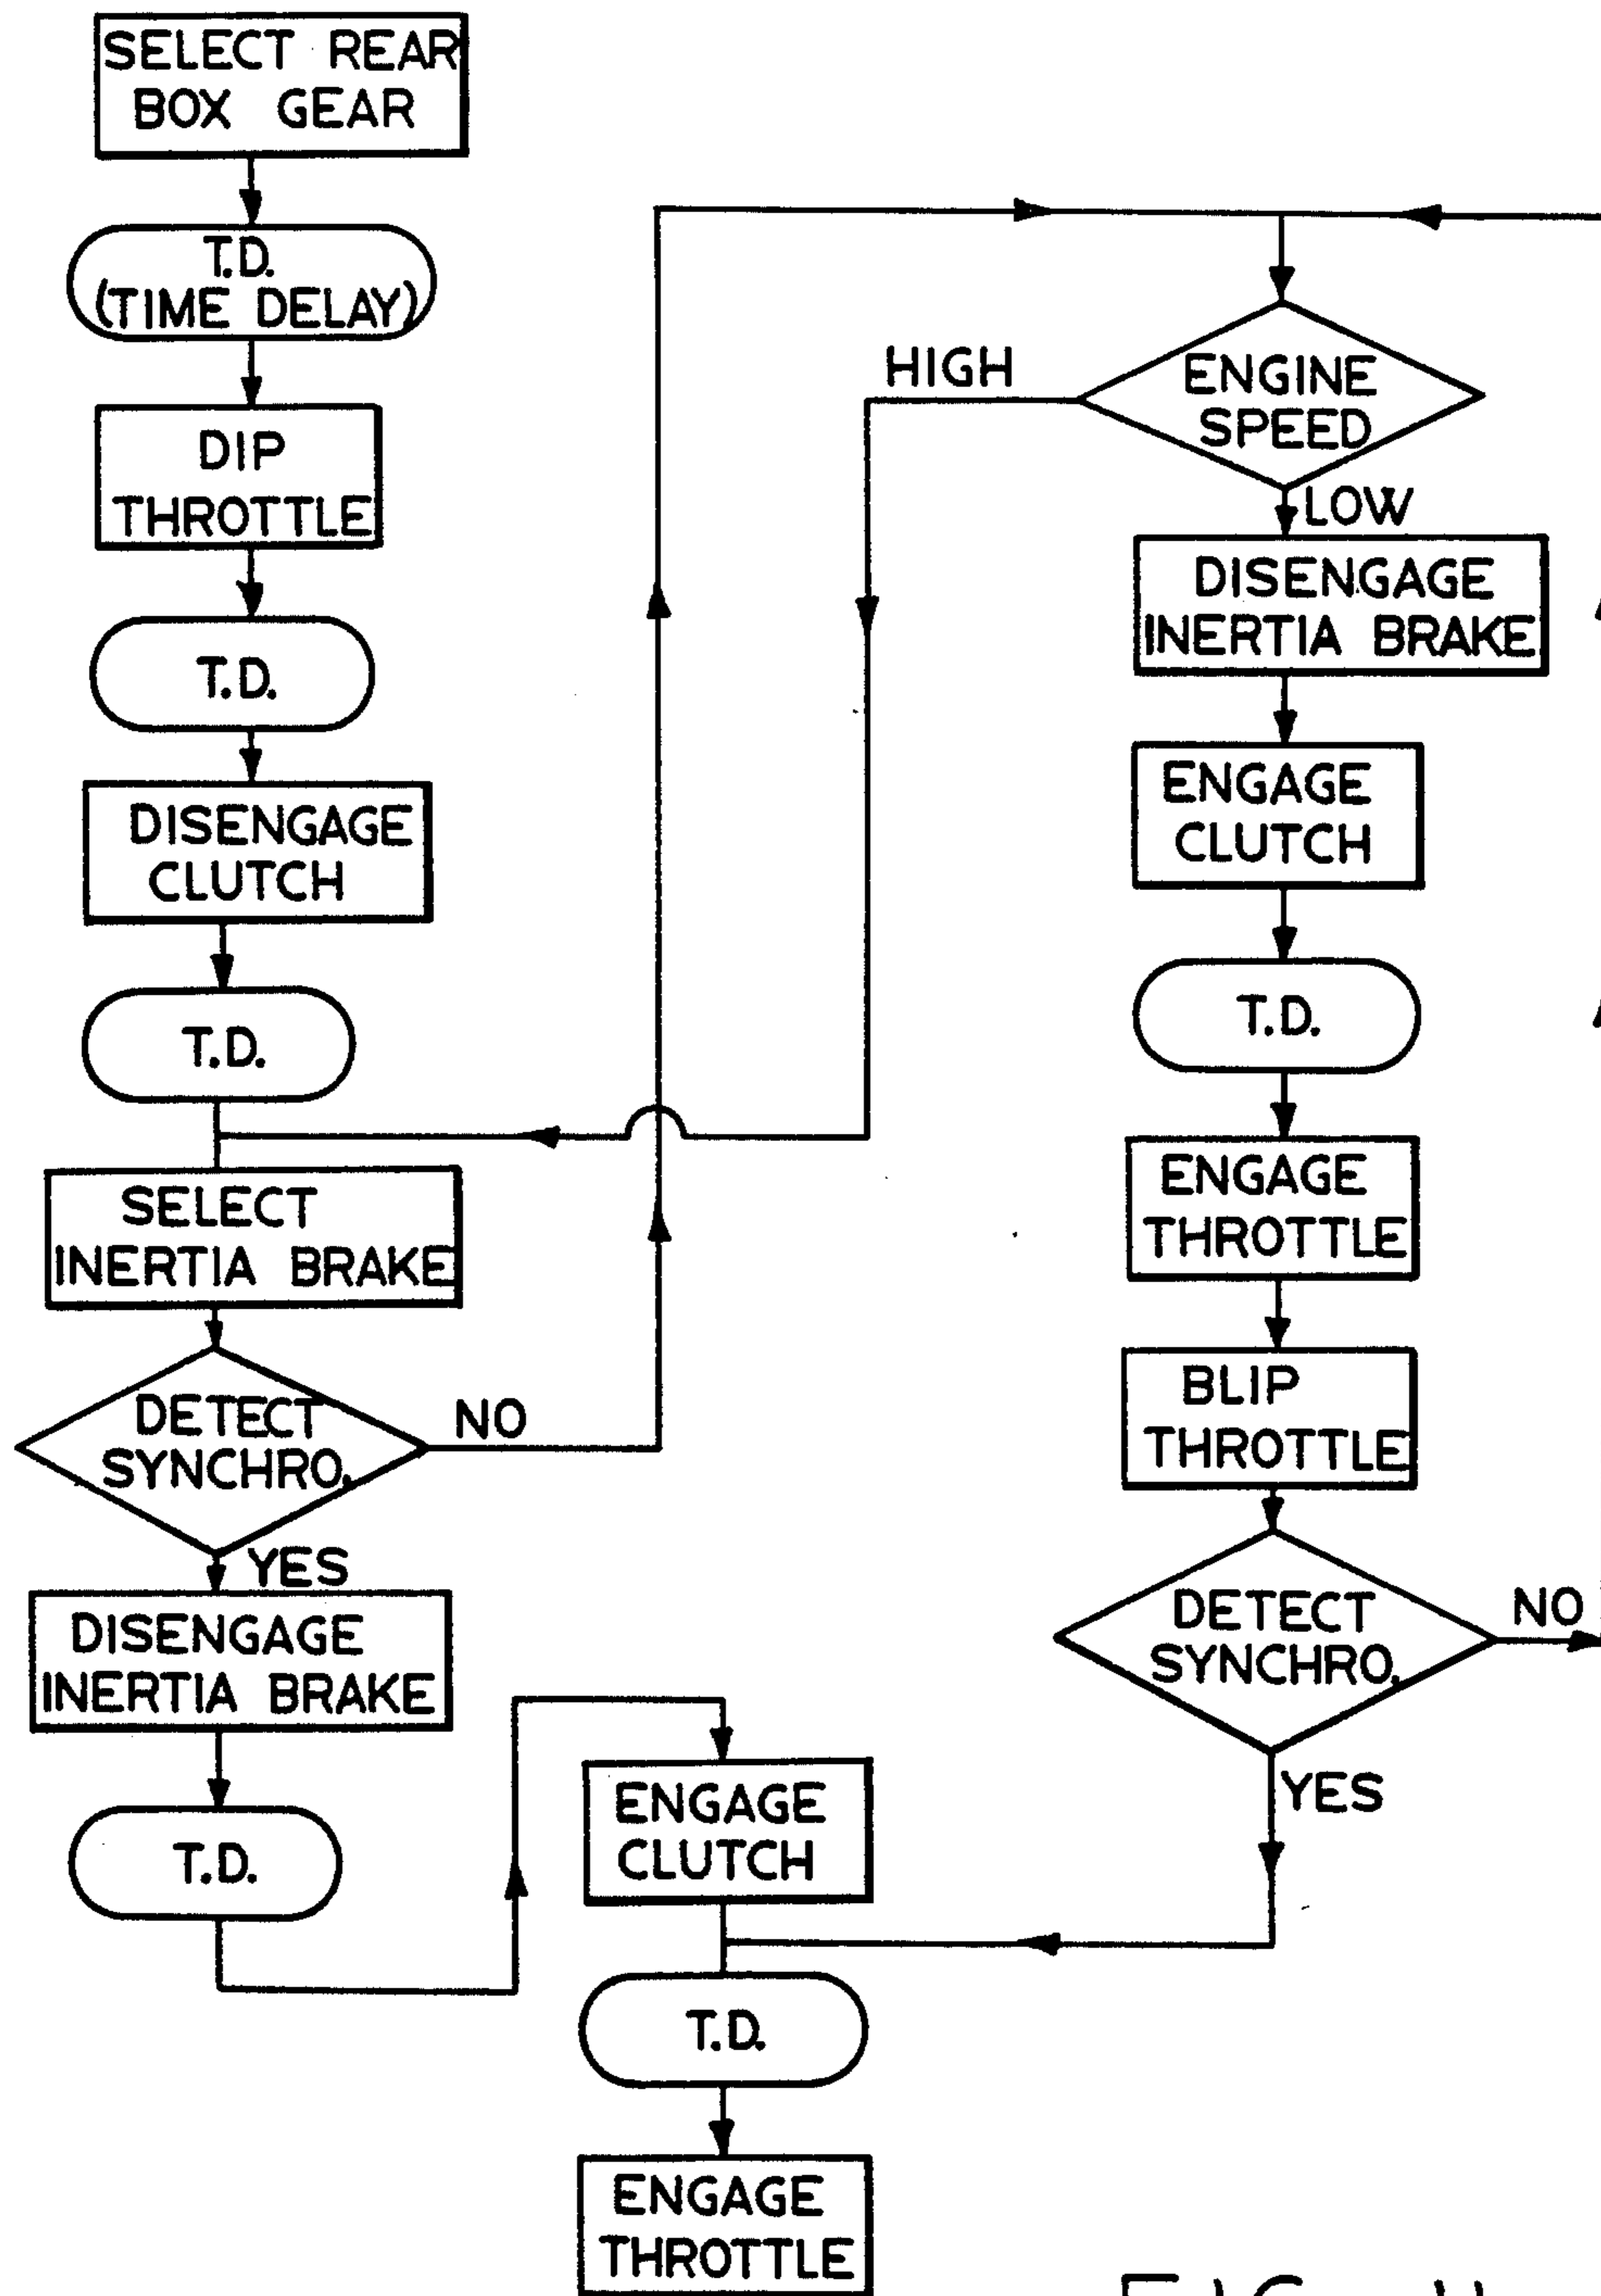 SELECT REAR
BOX GEAR
T.D.
(TIME DELAY)
DIP
THROTTLE
T.D.
DISENGAGE
CLUTCH
T.D.
SELECT
INERTIA BRAKE
DETECT
SYNCHRO.
NO
YES
DISENGAGE
INERTIA BRAKE
T.D.
ENGAGE
CLUTCH
T.D.
ENGAGE
THROTTLE
HIGH
ENGINE
SPEED
LOW
DISENGAGE
INERTIA BRAKE
ENGAGE
CLUTCH
T.D.
ENGAGE
THROTTLE
BLIP
THROTTLE
DETECT
SYNCHRO.
NO
YES